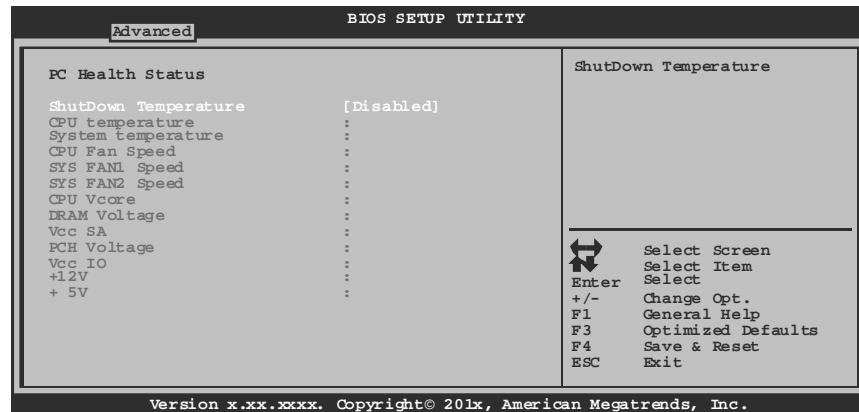 BIOS SETUP UTILITY
Advanced
PC Health Status
ShutDown Temperature [Disabled]
CPU temperature :
System temperature :
CPU Fan Speed :
SYS FAN1 Speed :
SYS FAN2 Speed :
CPU Vcore :
DRAM Voltage :
Vcc SA :
PCH Voltage :
Vcc IO :
+12V :
+ 5V :
ShutDown Temperature
Select Screen
Select Item
Enter Select
+/- Change Opt.
F1 General Help
F3 Optimized Defaults
F4 Save & Reset
ESC Exit
Version x.xx.xxxx. Copyright© 201x, American Megatrends, Inc.